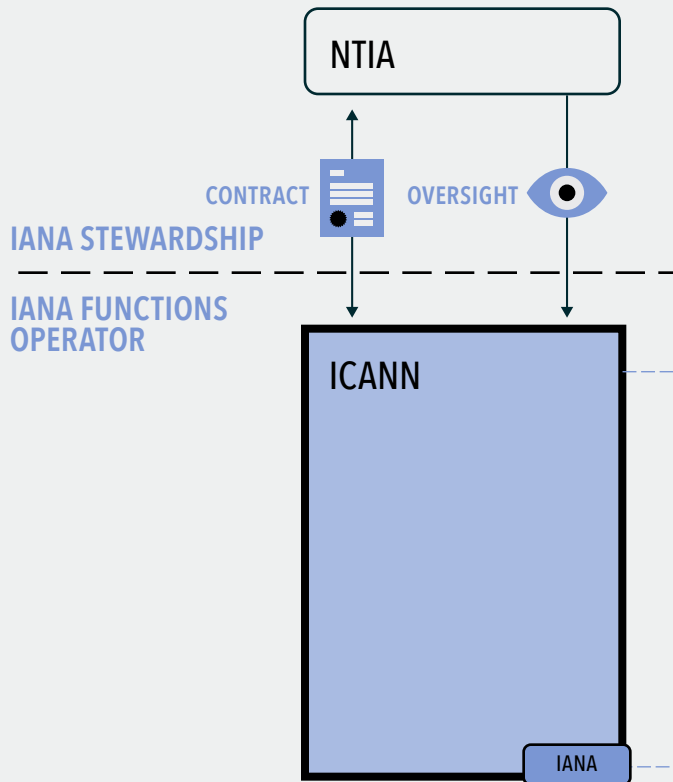 NTIA
CONTRACT
OVERSIGHT
IANA STEWARDSHIP
IANA FUNCTIONS
OPERATOR
ICANN
IANA